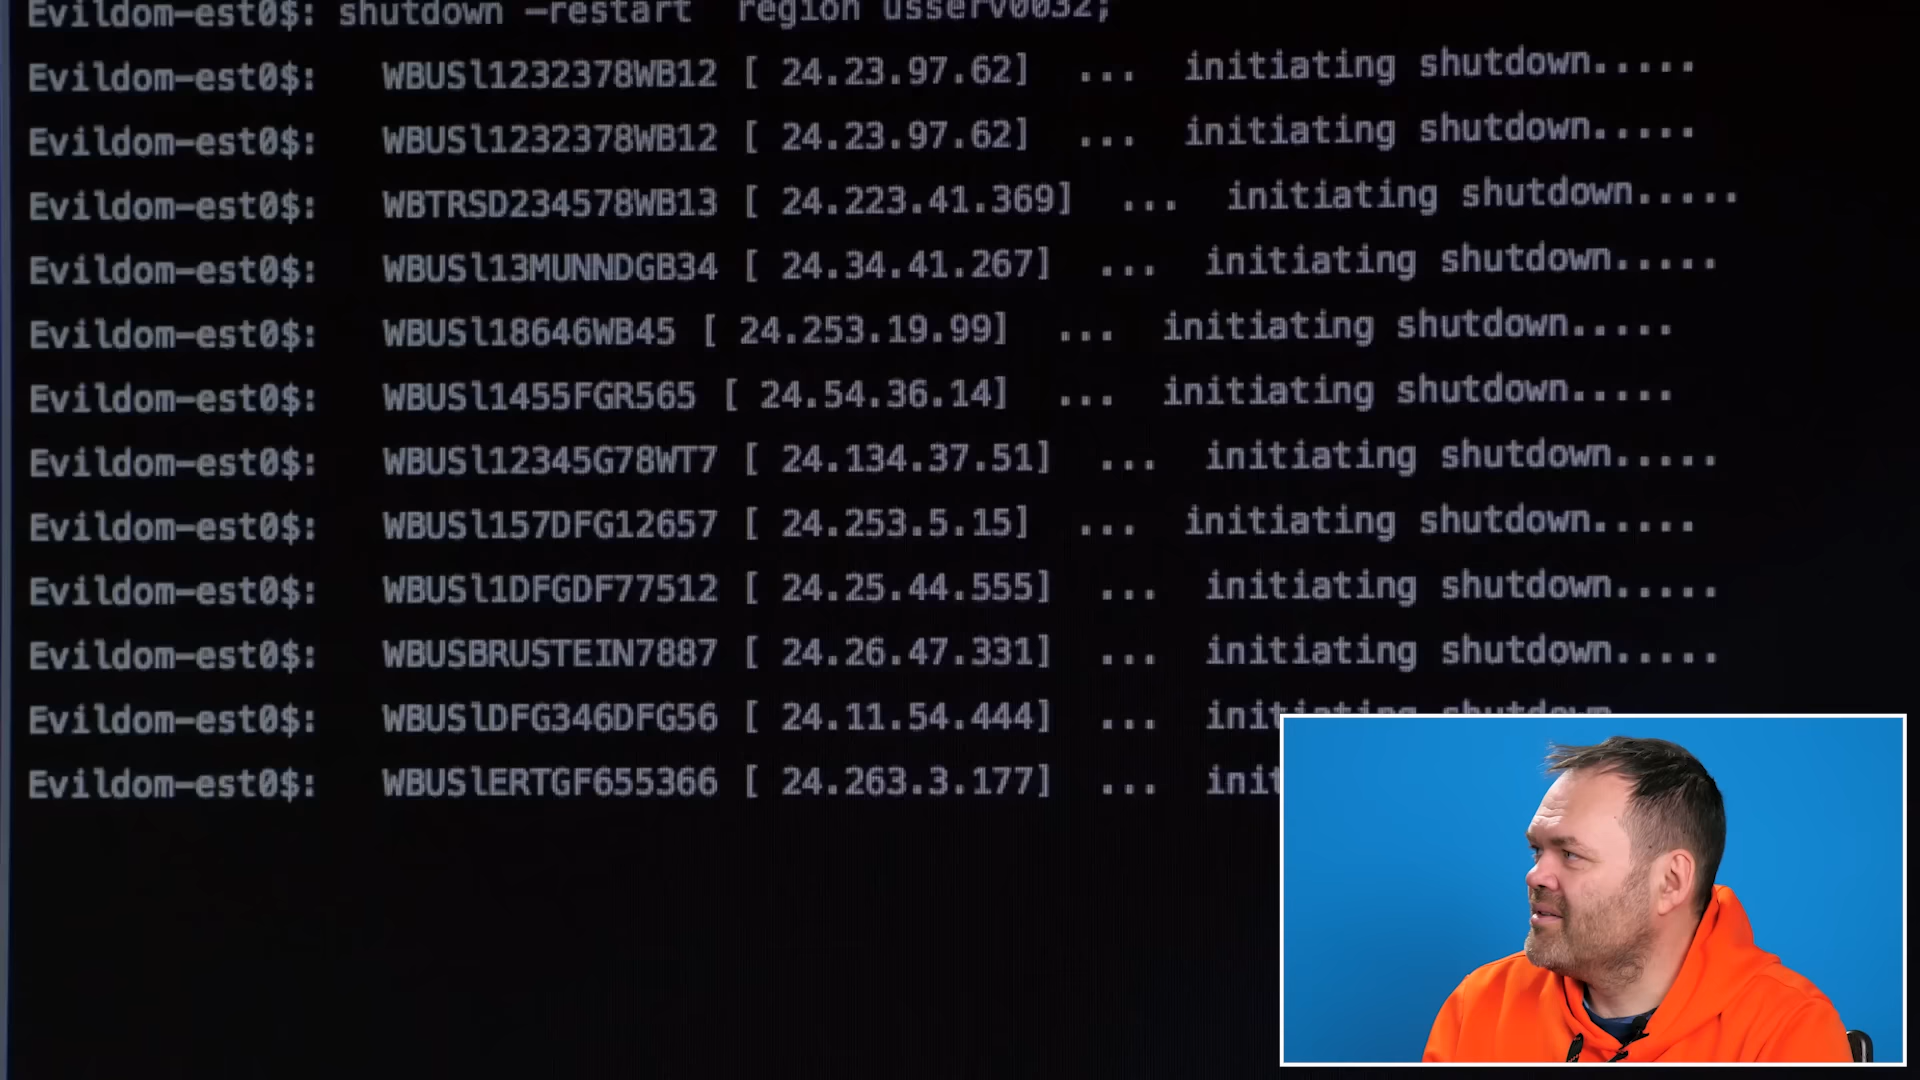 Evildom-est0$: shutdown —restart region usserv0032;
Evildom-est0$: WBUSl1232378WB12 [ 24.23.97.62] ... initiating shutdown.....
Evildom-est0$: WBUSl1232378WB12 [ 24.23.97.62] ... initiating shutdown.....
Evildom-est0$: WBTRSD234578WB13 [ 24.223.41.369] ... initiating shutdown.....
Evildom-est0$: WBUSl13MUNNDGB34 [ 24.34.41.267] ... initiating shutdown.....
Evildom-est0$: WBUSl18646WB45 [ 24.253.19.99] ... initiating shutdown.....
Evildom-est0$: WBUSl1455FGR565 [ 24.54.36.14] ... initiating shutdown.....
Evildom-est0$: WBUSl12345G78WT7 [ 24.134.37.51] ... initiating shutdown.....
Evildom-est0$: WBUSl157DFG12657 [ 24.253.5.15] ... initiating shutdown.....
Evildom-est0$: WBUSl1DFGDF77512 [ 24.25.44.555] ... initiating shutdown.....
Evildom-est0$: WBUSBRUSTEIN7887 [ 24.26.47.331] ... initiating shutdown.....
Evildom-est0$: WBUSlDFG346DFG56 [ 24.11.54.444] ... initiating shutdown
Evildom-est0$: WBUSlERTGF655366 [ 24.263.3.177] ... init